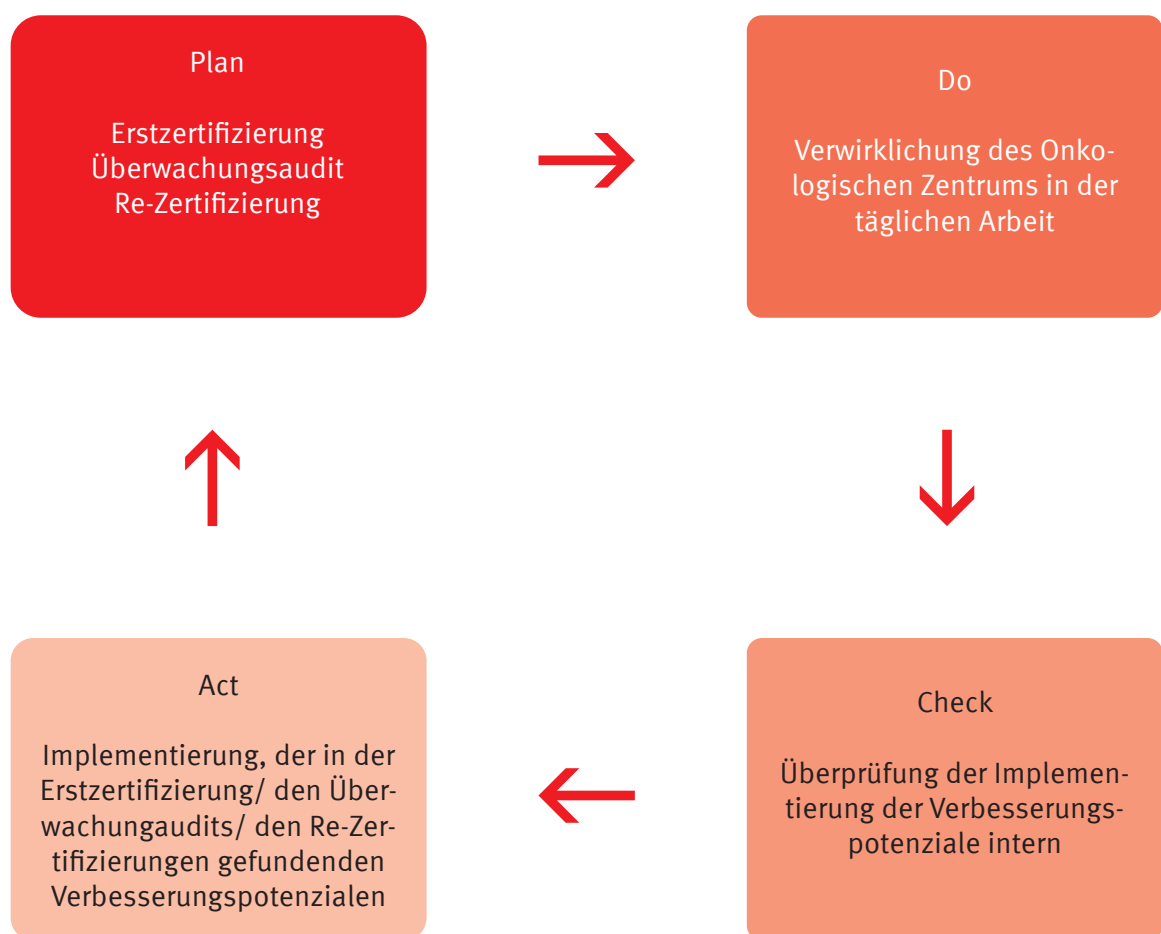 Plan
Erstzertifizierung
Überwachungsaudit
Re-Zertifizierung
Do
Verwirklichung des Onko-
logischen Zentrums in der
täglichen Arbeit
Act
Implementierung, der in der
Erstzertifizierung/ den Über-
wachungaudits/ den Re-Zer-
tifizierungen gefundenden
Verbesserungspotenzialen
Check
Überprüfung der Implemen-
tierung der Verbesserungs-
potenziale intern